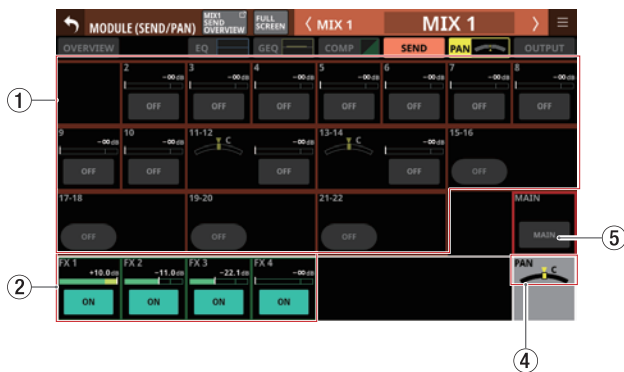 MODULE (SEND/PAN) MIX1 SEND OVERVIEW FULL SCREEN MIX 1 MIX 1
OVERVIEW EQ GEQ COMP SEND PAN OUTPUT
2 3 4 5 6 7 8
-∞dB -∞dB -∞dB -∞dB -∞dB -∞dB -∞dB
OFF OFF OFF OFF OFF OFF OFF
1
9 10 11-12 13-14 15-16
-∞dB -∞dB C -∞dB C -∞dB
OFF OFF OFF OFF OFF
17-18 19-20 21-22 MAIN
OFF OFF OFF MAIN
5
FX 1 FX 2 FX 3 FX 4 PAN
+10.0dB -11.0dB -22.1dB -∞dB C
2
ON ON ON ON
4